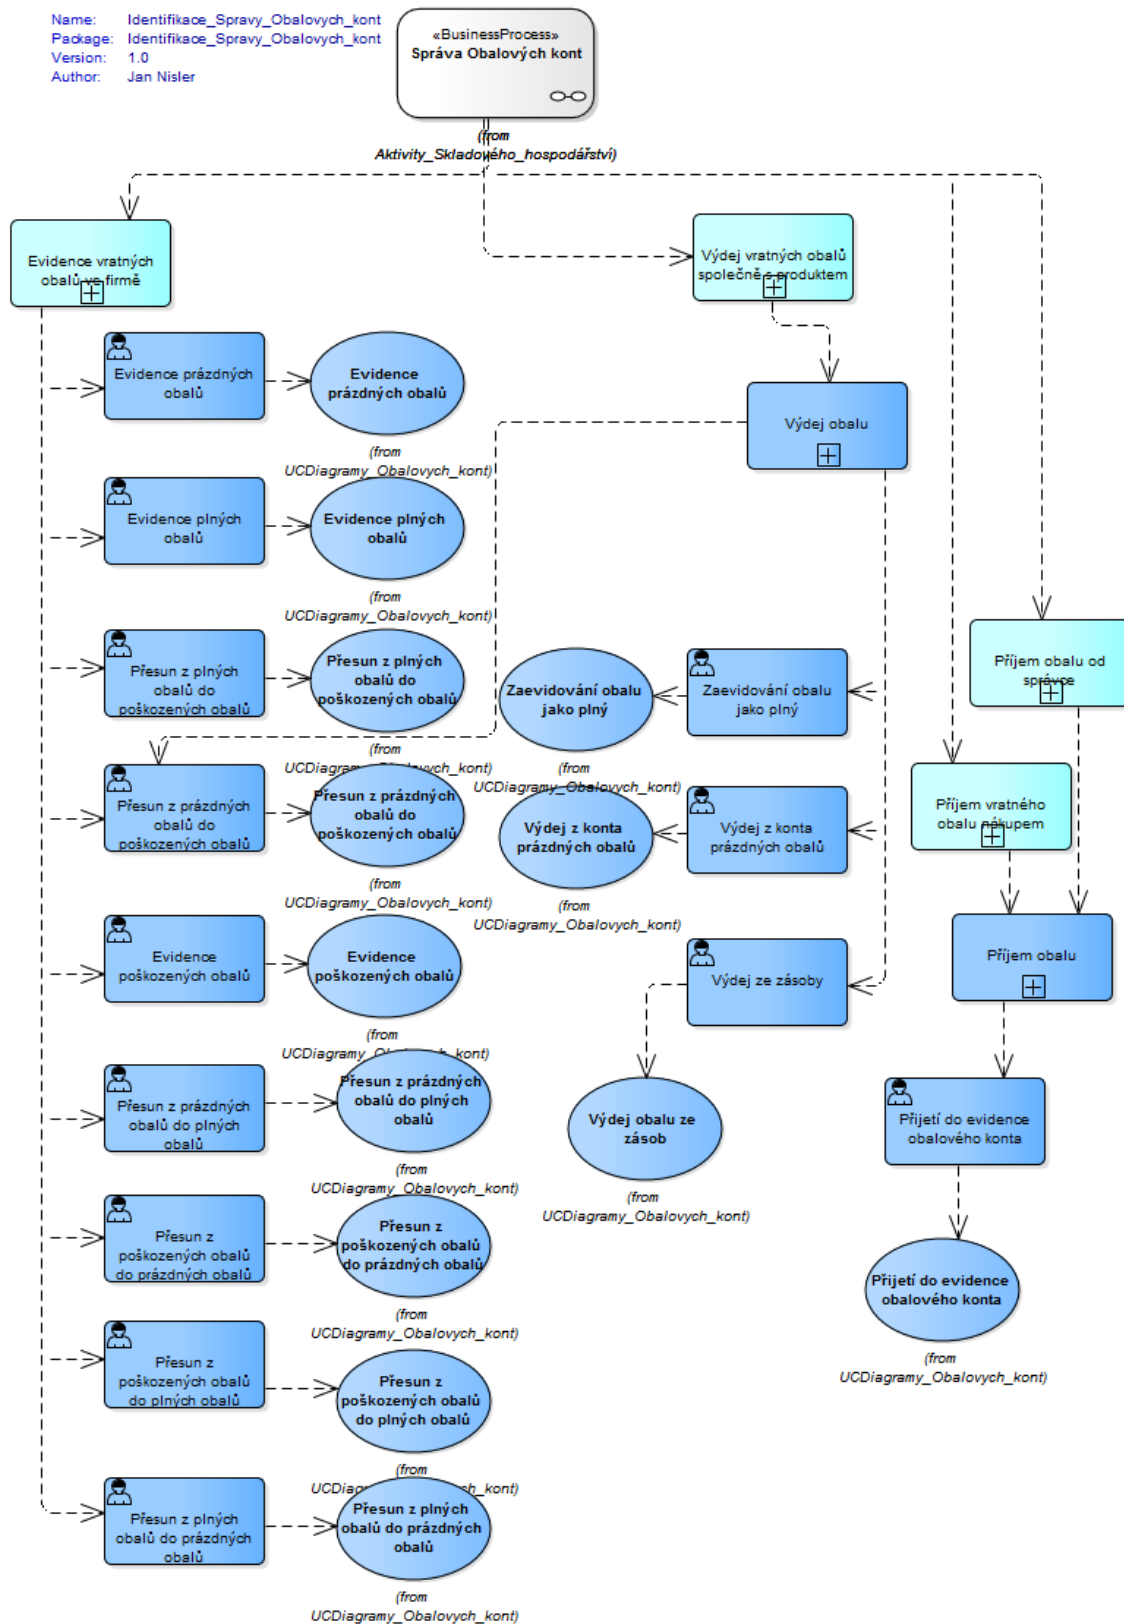 Name: Identifikace_Spravy_Obalovych_kont
Package: Identifikace_Spravy_Obalovych_kont
Version: 1.0
Author: Jan Nisler
«BusinessProcess»
Správa Obalových kont
(from
Aktivity_Skladového_hospodářství)
Evidence vratných
obalů ve firmě
Výdej vratných obalů
společně s produktem
Evidence prázdných
obalů
Evidence
prázdných obalů
(from
UCDiagramy_Obalovych_kont)
Výdej obalu
Evidence plných
obalů
Evidence plných
obalů
(from
UCDiagramy_Obalovych_kont)
Přesun z plných
obalů do
poškozených obalů
Přesun z plných
obalů do
poškozených obalů
(from
UCDiagramy_Obalovych_kont)
Zaevidování obalu
jako plný
(from
UCDiagramy_Obalovych_kont)
Zaevidování obalu
jako plný
Příjem obalu od
správce
Přesun z prázdných
obalů do
poškozených obalů
Přesun z prázdných
obalů do
poškozených obalů
(from
UCDiagramy_Obalovych_kont)
Výdej z konta
prázdných obalů
(from
UCDiagramy_Obalovych_kont)
Výdej z konta
prázdných obalů
Příjem vratného
obalu nákupem
Evidence
poškozených obalů
Evidence
poškozených obalů
(from
UCDiagramy_Obalovych_kont)
Výdej ze zásoby
Příjem obalu
Přesun z prázdných
obalů do plných
obalů
Přesun z prázdných
obalů do plných
obalů
(from
UCDiagramy_Obalovych_kont)
Výdej obalu ze
zásob
(from
UCDiagramy_Obalovych_kont)
Přijetí do evidence
obalového konta
Přesun z
poškozených obalů
do prázdných obalů
Přesun z
poškozených obalů
do prázdných obalů
(from
UCDiagramy_Obalovych_kont)
Přijetí do evidence
obalového konta
(from
UCDiagramy_Obalovych_kont)
Přesun z
poškozených obalů
do plných obalů
Přesun z
poškozených obalů
do plných obalů
(from
UCDiagramy_Obalovych_kont)
Přesun z plných
obalů do prázdných
obalů
Přesun z plných
obalů do prázdných
obalů
(from
UCDiagramy_Obalovych_kont)